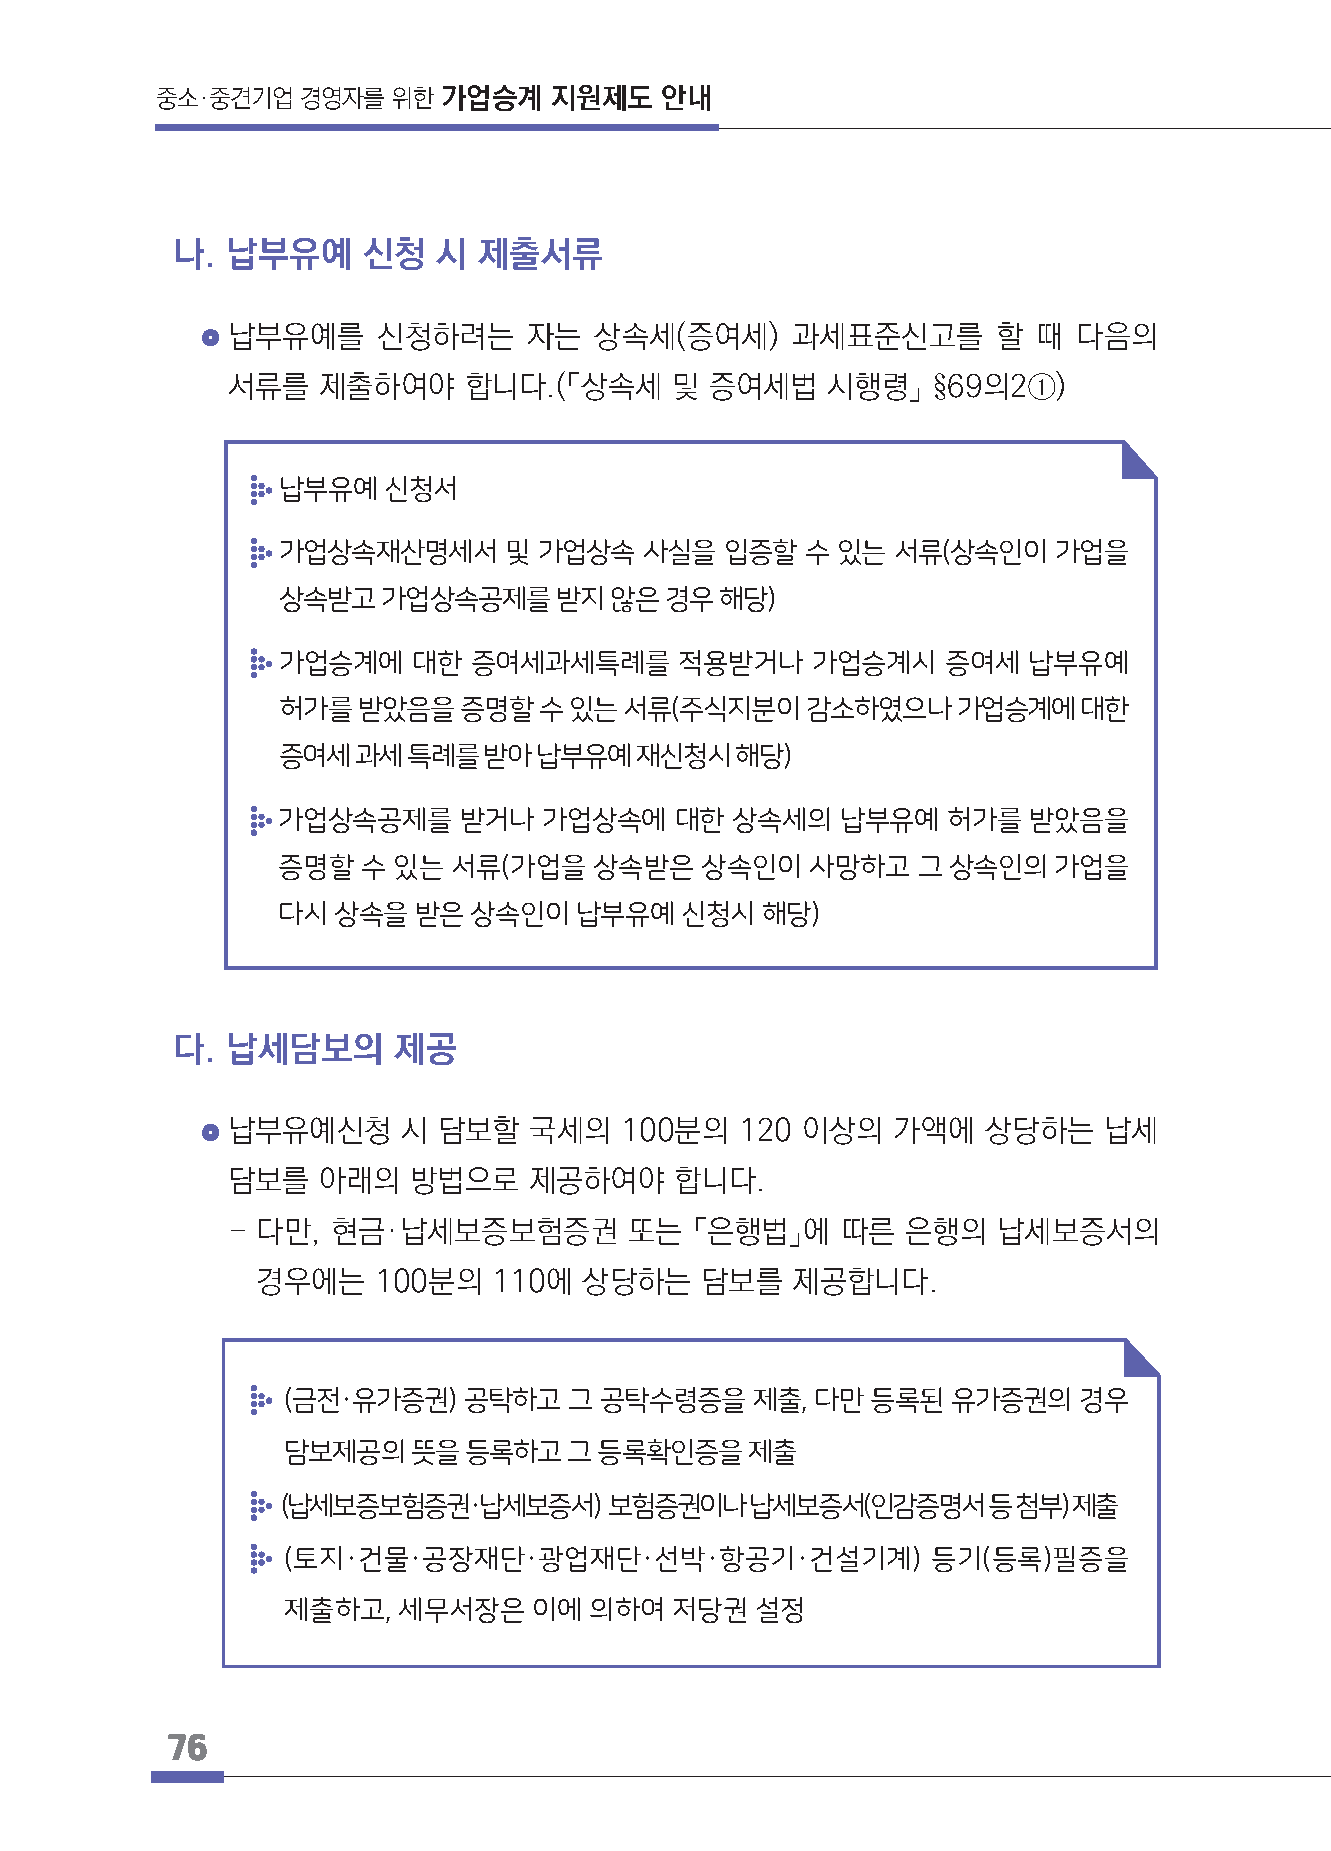 중소·중견기업 경영자를 위한 가업승계 지원제도 안내
나. 납부유예 신청 시 제출서류
납부유예를 신청하려는 자는 상속세(증여세) 과세표준신고를 할 때 다음의
서류를 제출하여야 합니다.(「상속세 및 증여세법 시행령」 §69의2①)
납부유예 신청서
가업상속재산명세서 및 가업상속 사실을 입증할 수 있는 서류(상속인이 가업을
상속받고 가업상속공제를 받지 않은 경우 해당)
가업승계에 대한 증여세과세특례를 적용받거나 가업승계시 증여세 납부유예
허가를 받았음을 증명할 수 있는 서류(주식지분이 감소하였으나 가업승계에 대한
증여세 과세 특례를 받아 납부유예 재신청시 해당)
가업상속공제를 받거나 가업상속에 대한 상속세의 납부유예 허가를 받았음을
증명할 수 있는 서류(가업을 상속받은 상속인이 사망하고 그 상속인의 가업을
다시 상속을 받은 상속인이 납부유예 신청시 해당)
다. 납세담보의 제공
납부유예신청 시 담보할 국세의 100분의 120 이상의 가액에 상당하는 납세
담보를 아래의 방법으로 제공하여야 합니다.
- 다만, 현금·납세보증보험증권 또는 「은행법」에 따른 은행의 납세보증서의
경우에는 100분의 110에 상당하는 담보를 제공합니다.
(금전·유가증권) 공탁하고 그 공탁수령증을 제출, 다만 등록된 유가증권의 경우
담보제공의 뜻을 등록하고 그 등록확인증을 제출
(납세보증보험증권·납세보증서) 보험증권이나 납세보증서(인감증명서 등 첨부) 제출
(토지·건물·공장재단·광업재단·선박·항공기·건설기계) 등기(등록)필증을
제출하고, 세무서장은 이에 의하여 저당권 설정
76